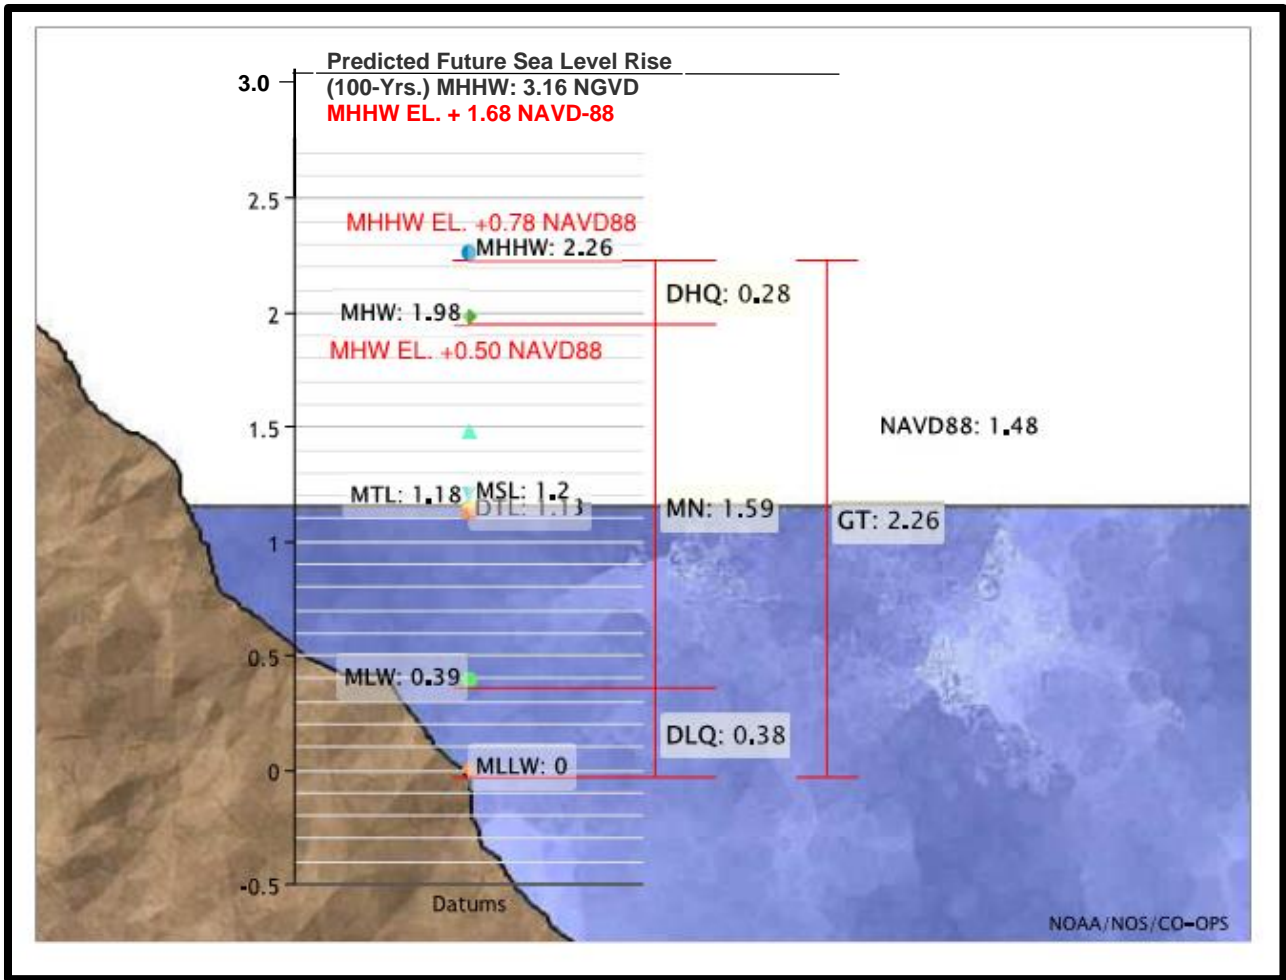 Predicted Future Sea Level Rise
3.0
(100-Yrs.) MHHW: 3.16 NGVD
MHHW EL. + 1.68 NAVD-88
2.5
MHHW EL. +0.78 NAVD88
MHHW: 2.26
DHQ: 0.28
2
MHW: 1.98
MHW EL. +0.50 NAVD88
1.5
NAVD88: 1.48
MTL: 1.18
MSL: 1.2
DTL: 1.13
MN: 1.59
GT: 2.26
1
0.5
MLW: 0.39
DLQ: 0.38
0
MLLW: 0
-0.5
Datums
NOAA/NOS/CO-OPS